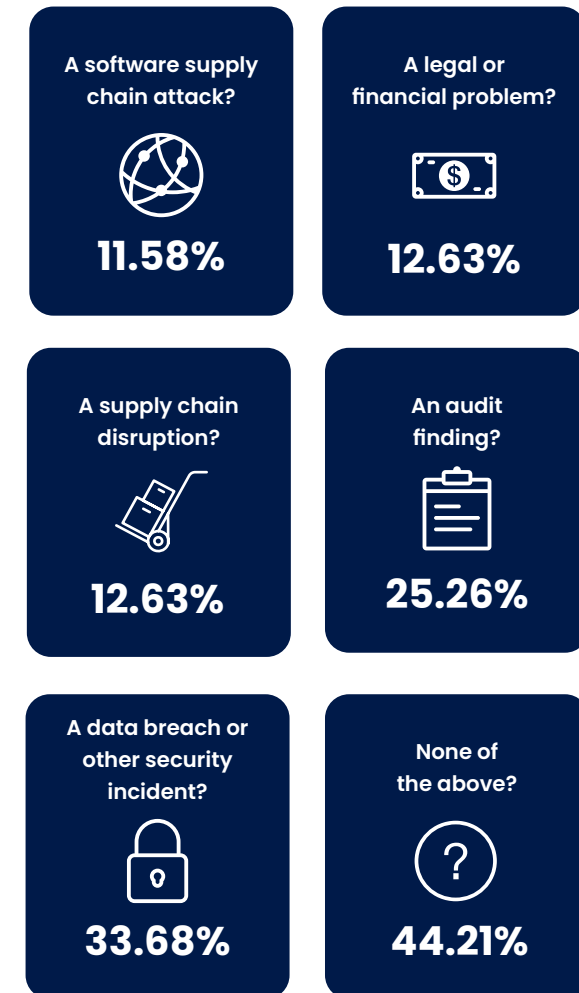 A software supply
chain attack?
11.58%
A legal or
financial problem?
$
12.63%
A supply chain
disruption?
12.63%
An audit
finding?
25.26%
A data breach or
other security
incident?
33.68%
None of
the above?
?
44.21%